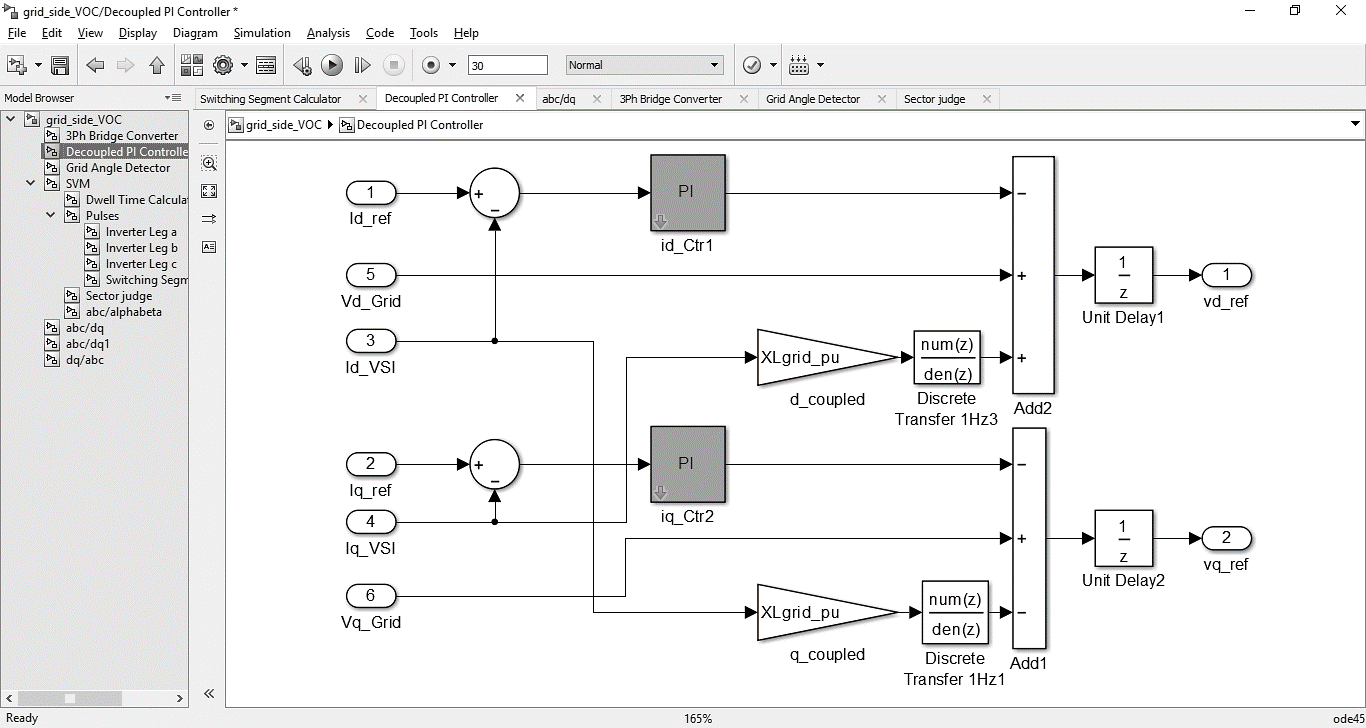 grid_side_VOC/Decoupled PI Controller *
File Edit View Display Diagram Simulation Analysis Code Tools Help
30 Normal
Model Browser
Switching Segment Calculator Decoupled PI Controller abc/dq 3Ph Bridge Converter Grid Angle Detector Sector judge
grid_side_VOC Decoupled PI Controller
grid_side_VOC
3Ph Bridge Converter
Decoupled PI Controlle
Grid Angle Detector
SVM
Dwell Time Calcula
Pulses
Inverter Leg a
Inverter Leg b
Inverter Leg c
Switching Segm
Sector judge
abc/alphabeta
abc/dq
abc/dq1
dq/abc
1
Id_ref
+
−
PI
id_Ctr1
−
5
Vd_Grid
+
1
z
Unit Delay1
1
vd_ref
3
Id_VSI
XLgrid_pu
d_coupled
num(z)
den(z)
Discrete
Transfer 1Hz3
+
Add2
2
Iq_ref
+
−
PI
iq_Ctr2
−
4
Iq_VSI
+
1
z
Unit Delay2
2
vq_ref
6
Vq_Grid
XLgrid_pu
q_coupled
num(z)
den(z)
Discrete
Transfer 1Hz1
−
Add1
Ready 165% ode45